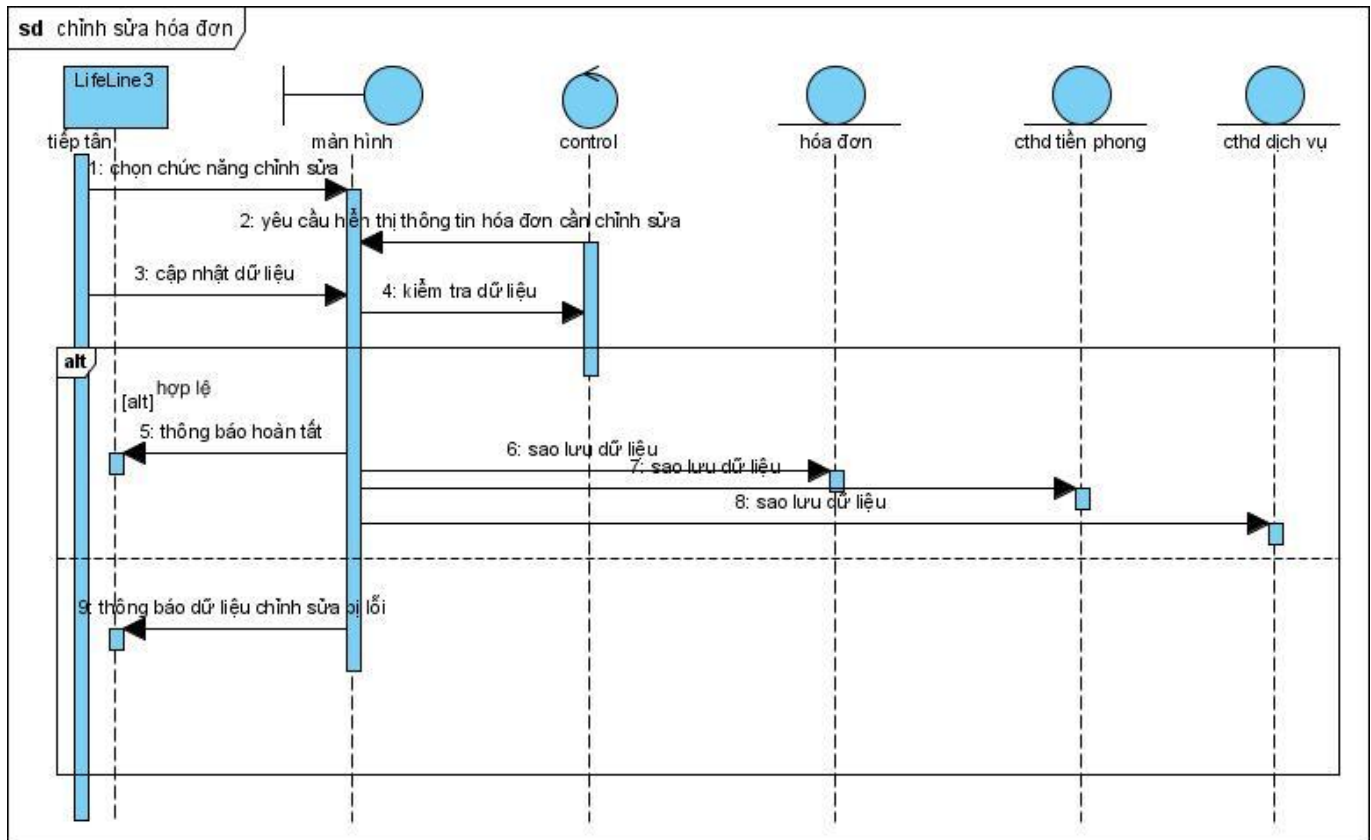 sd chỉnh sửa hóa đơn
LifeLine3
tiếp tân
màn hình
control
hóa đơn
cthd tiền phong
cthd dịch vụ
1: chọn chức năng chỉnh sửa
2: yêu cầu hiển thị thông tin hóa đơn cần chỉnh sửa
3: cập nhật dữ liệu
4: kiểm tra dữ liệu
alt
hợp lệ
[alt]
5: thông báo hoàn tất
6: sao lưu dữ liệu
7: sao lưu dữ liệu
8: sao lưu dữ liệu
9: thông báo dữ liệu chỉnh sửa bị lỗi